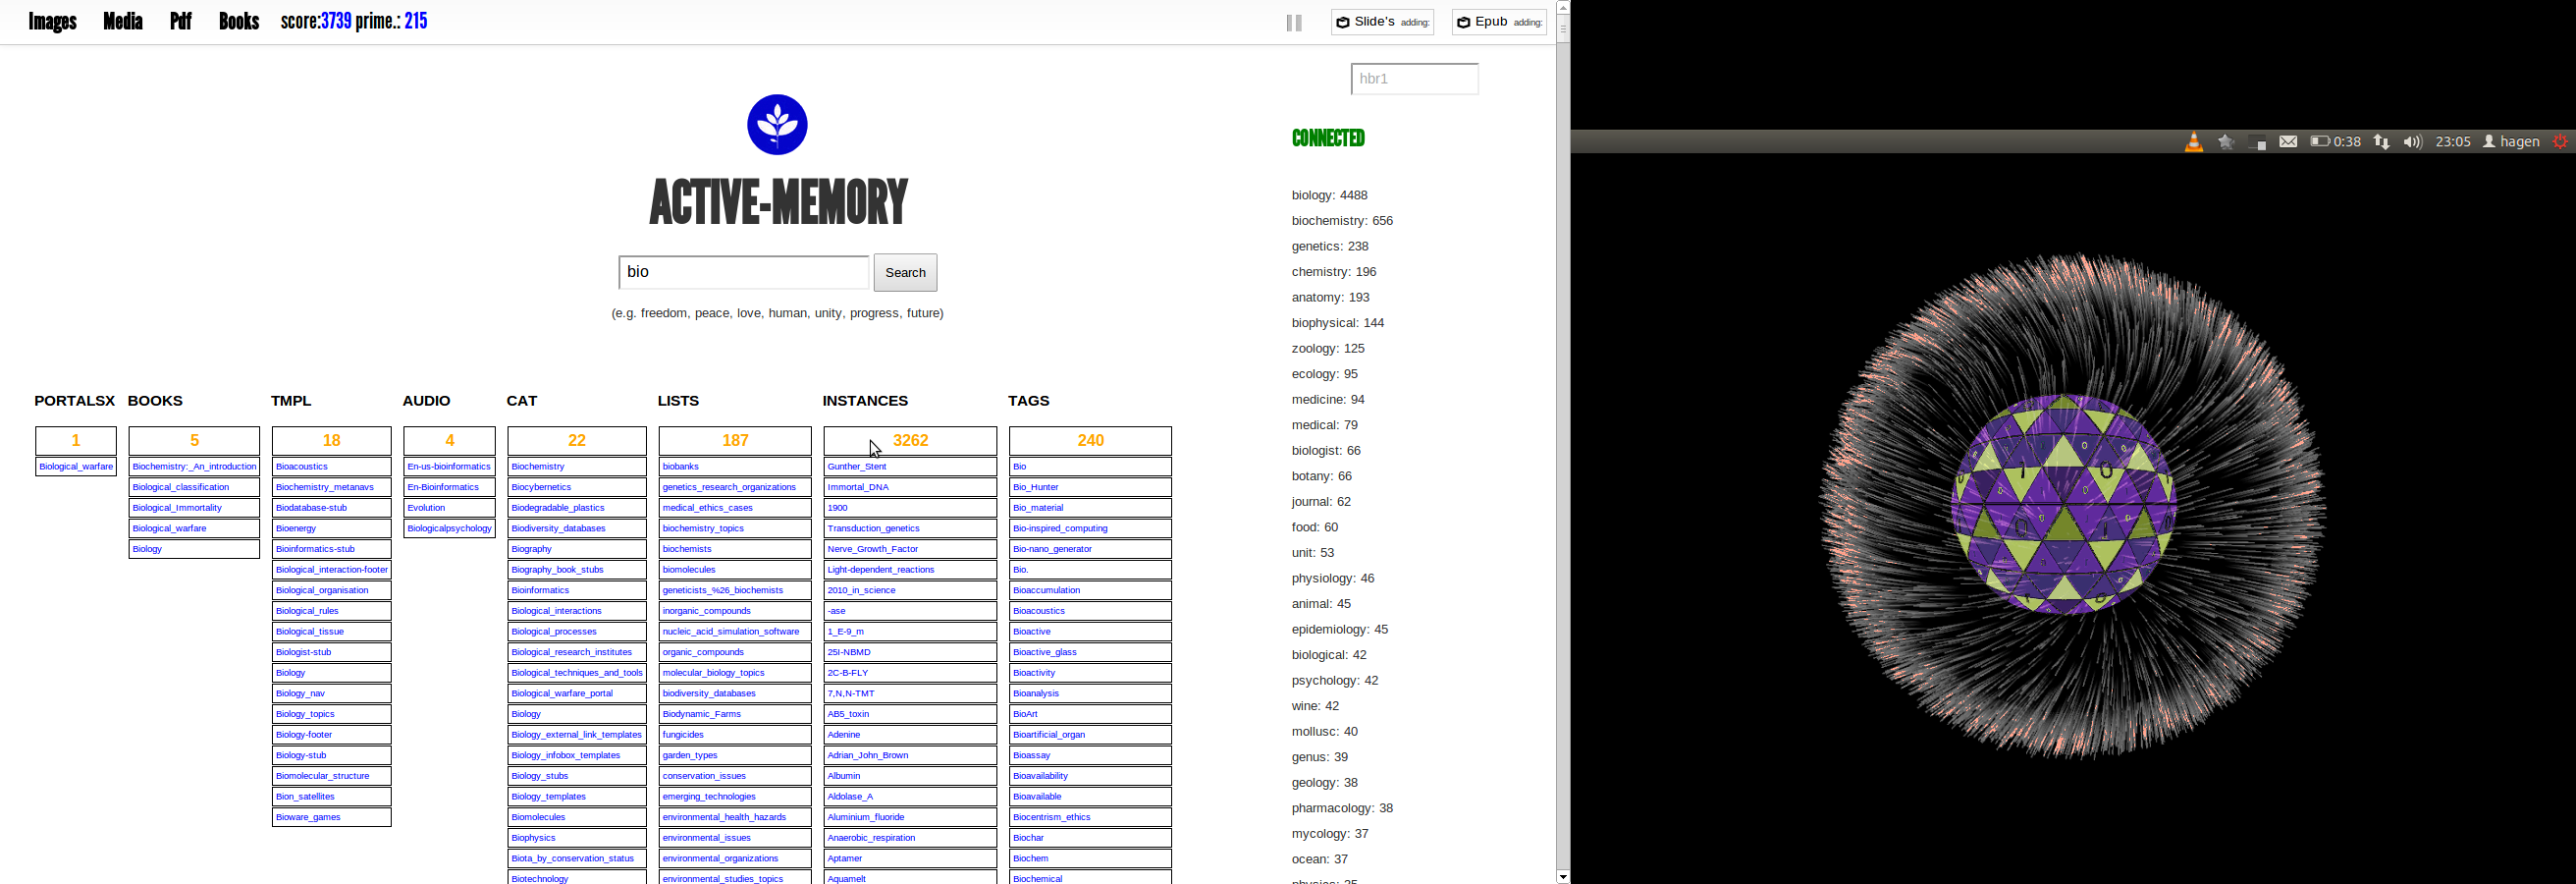 Images Media Pdf Books score:3739 prime.: 215
Slide's adding: Epub adding:
hbr1
ACTIVE-MEMORY
bio Search
(e.g. freedom, peace, love, human, unity, progress, future)
PORTALSX
1
Biological_warfare
BOOKS
5
Biochemistry:_An_introduction
Biological_classification
Biological_Immortality
Biological_warfare
Biology
TMPL
18
Bioacoustics
Biochemistry_metanavs
Biodatabase-stub
Bioenergy
Bioinformatics-stub
Biological_interaction-footer
Biological_organisation
Biological_rules
Biological_tissue
Biologist-stub
Biology
Biology_nav
Biology_topics
Biology-footer
Biology-stub
Biomolecular_structure
Bion_satellites
Bioware_games
AUDIO
4
En-us-bioinformatics
En-Bioinformatics
Evolution
Biologicalpsychology
CAT
22
Biochemistry
Biocybernetics
Biodegradable_plastics
Biodiversity_databases
Biography
Biography_book_stubs
Bioinformatics
Biological_interactions
Biological_processes
Biological_research_institutes
Biological_techniques_and_tools
Biological_warfare_portal
Biology
Biology_external_link_templates
Biology_infobox_templates
Biology_stubs
Biology_templates
Biomolecules
Biophysics
Biota_by_conservation_status
Biotechnology
LISTS
187
biobanks
genetics_research_organizations
medical_ethics_cases
biochemistry_topics
biochemists
biomolecules
geneticists_%26_biochemists
inorganic_compounds
nucleic_acid_simulation_software
organic_compounds
molecular_biology_topics
biodiversity_databases
Biodynamic_Farms
fungicides
garden_types
conservation_issues
emerging_technologies
environmental_health_hazards
environmental_issues
environmental_organizations
environmental_studies_topics
INSTANCES
3262
Gunther_Stent
Immortal_DNA
1900
Transduction_genetics
Nerve_Growth_Factor
Light-dependent_reactions
2010_in_science
-ase
1_E-9_m
25I-NBMD
2C-B-FLY
7,N,N-TMT
AB5_toxin
Adenine
Adrian_John_Brown
Albumin
Aldolase_A
Aluminium_fluoride
Anaerobic_respiration
Aptamer
Aquamelt
TAGS
240
Bio
Bio_Hunter
Bio_material
Bio-inspired_computing
Bio-nano_generator
Bio.
Bioaccumulation
Bioacoustics
Bioactive
Bioactive_glass
Bioactivity
Bioanalysis
BioArt
Bioartificial_organ
Bioassay
Bioavailability
Bioavailable
Biocentrism_ethics
Biochar
Biochem
Biochemical
CONNECTED
biology: 4488
biochemistry: 656
genetics: 238
chemistry: 196
anatomy: 193
biophysical: 144
zoology: 125
ecology: 95
medicine: 94
medical: 79
biologist: 66
botany: 66
journal: 62
food: 60
unit: 53
physiology: 46
animal: 45
epidemiology: 45
biological: 42
psychology: 42
wine: 42
mollusc: 40
genus: 39
geology: 38
pharmacology: 38
mycology: 37
ocean: 37
0:38 23:05 hagen